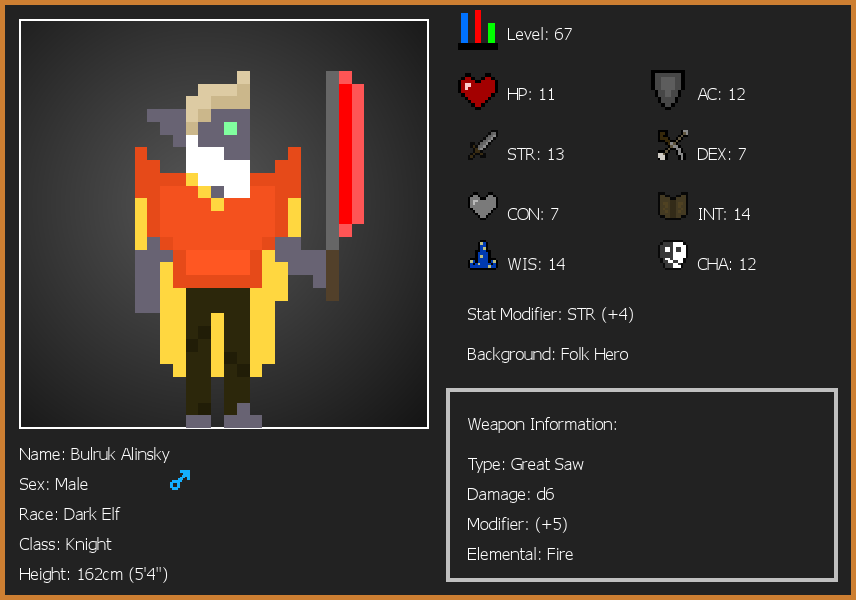 Level: 67
HP: 11
AC: 12
STR: 13
DEX: 7
CON: 7
INT: 14
WIS: 14
CHA: 12
Stat Modifier: STR (+4)
Background: Folk Hero
Weapon Information:
Type: Great Saw
Damage: d6
Modifier: (+5)
Elemental: Fire
Name: Bulruk Alinsky
Sex: Male
Race: Dark Elf
Class: Knight
Height: 162cm (5'4")